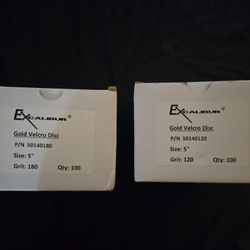 EXCALIBUR®
Gold Velcro Disc
P/N 50140180
Size: 5"
Grit: 180 Qty: 100
EXCALIBUR®
Gold Velcro Disc
P/N 50140120
Size: 5"
Grit: 120 Qty: 100